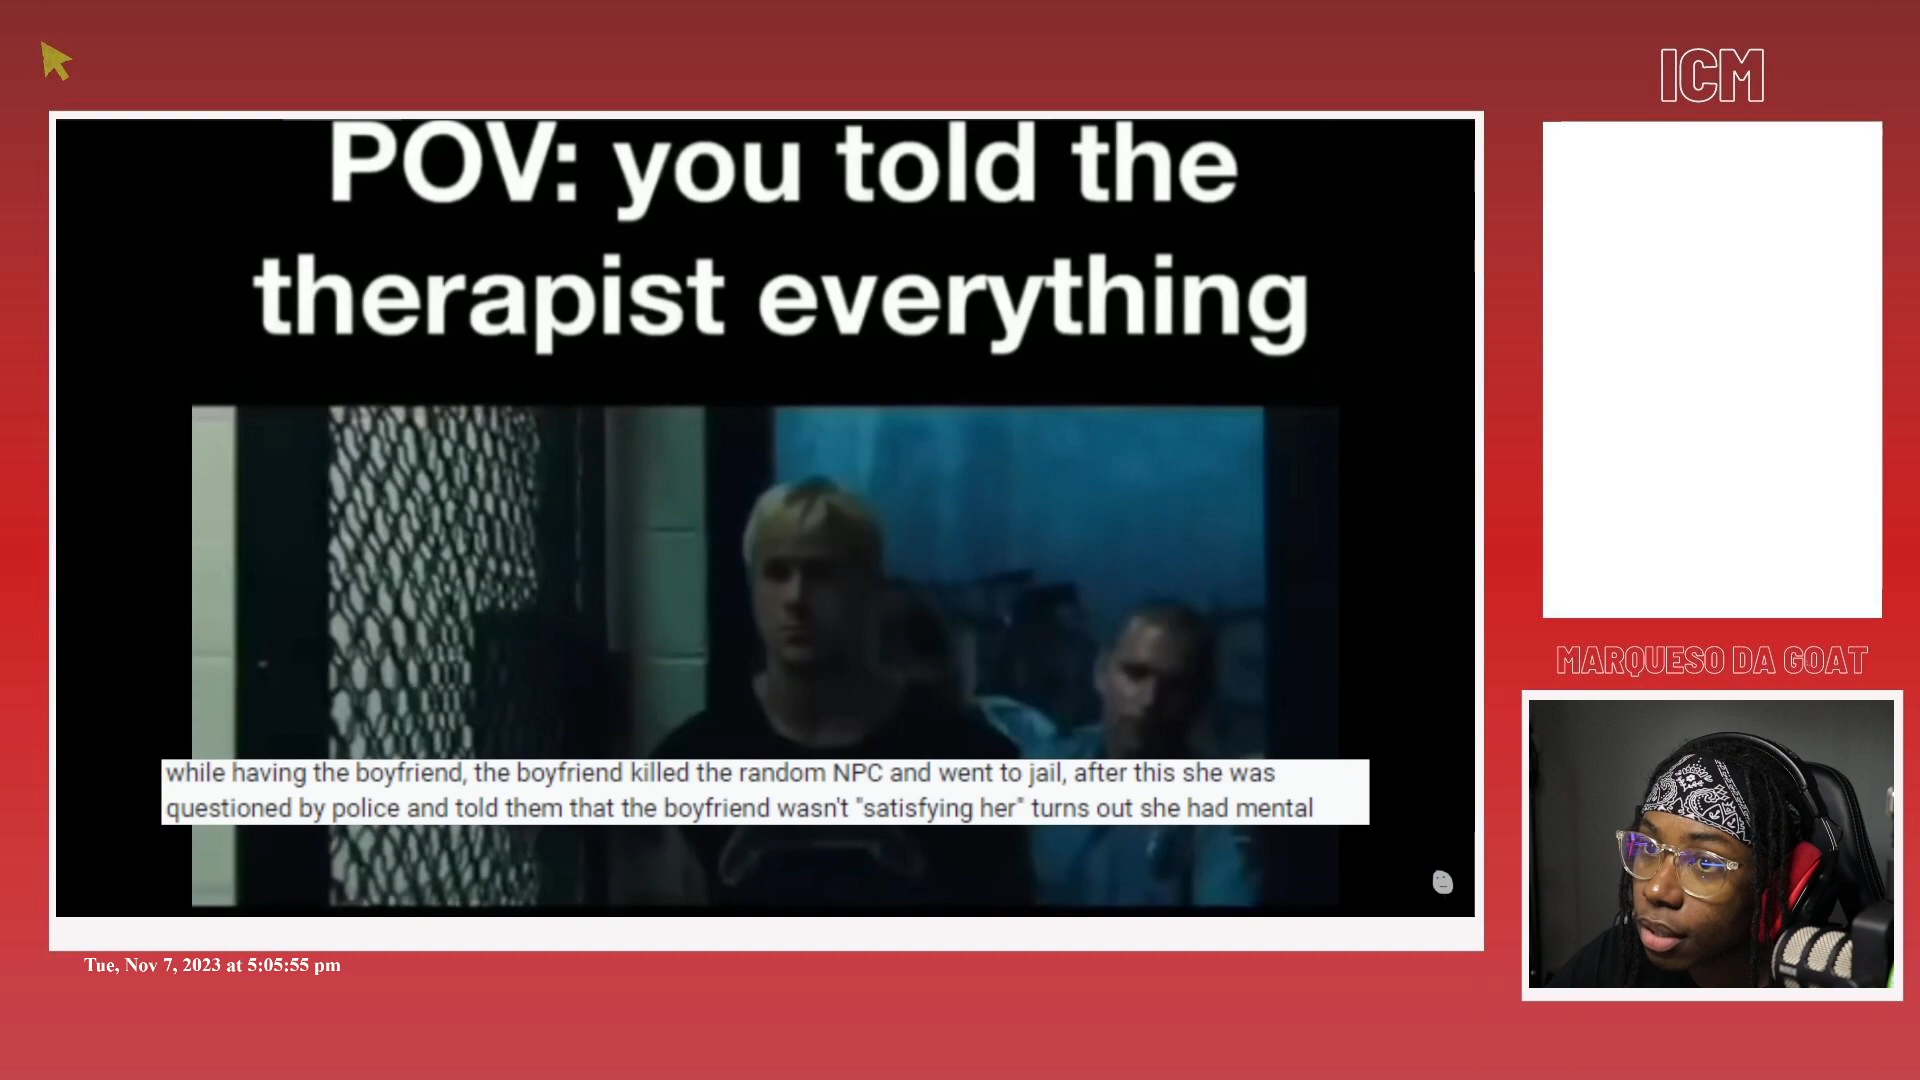 ICM
POV: you told the
therapist everything
while having the boyfriend, the boyfriend killed the random NPC and went to jail, after this she was
questioned by police and told them that the boyfriend wasn't "satisfying her" turns out she had mental
MARQUESO DA GOAT
Tue, Nov 7, 2023 at 5:05:55 pm